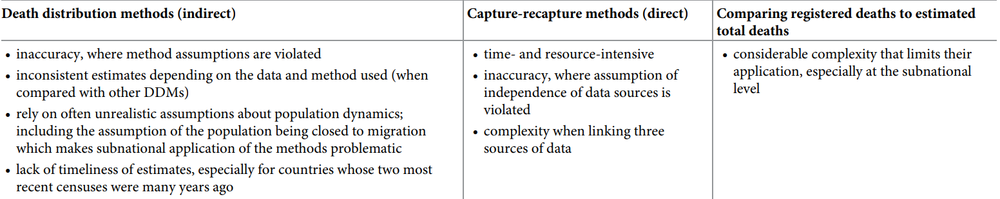 Death distribution methods (indirect)
Capture-recapture methods (direct)
Comparing registered deaths to estimated
total deaths
• inaccuracy, where method assumptions are violated
• inconsistent estimates depending on the data and method used (when
compared with other DDMs)
• rely on often unrealistic assumptions about population dynamics;
including the assumption of the population being closed to migration
which makes subnational application of the methods problematic
• lack of timeliness of estimates, especially for countries whose two most
recent censuses were many years ago
• time- and resource-intensive
• inaccuracy, where assumption of
independence of data sources is
violated
• complexity when linking three
sources of data
• considerable complexity that limits their
application, especially at the subnational
level